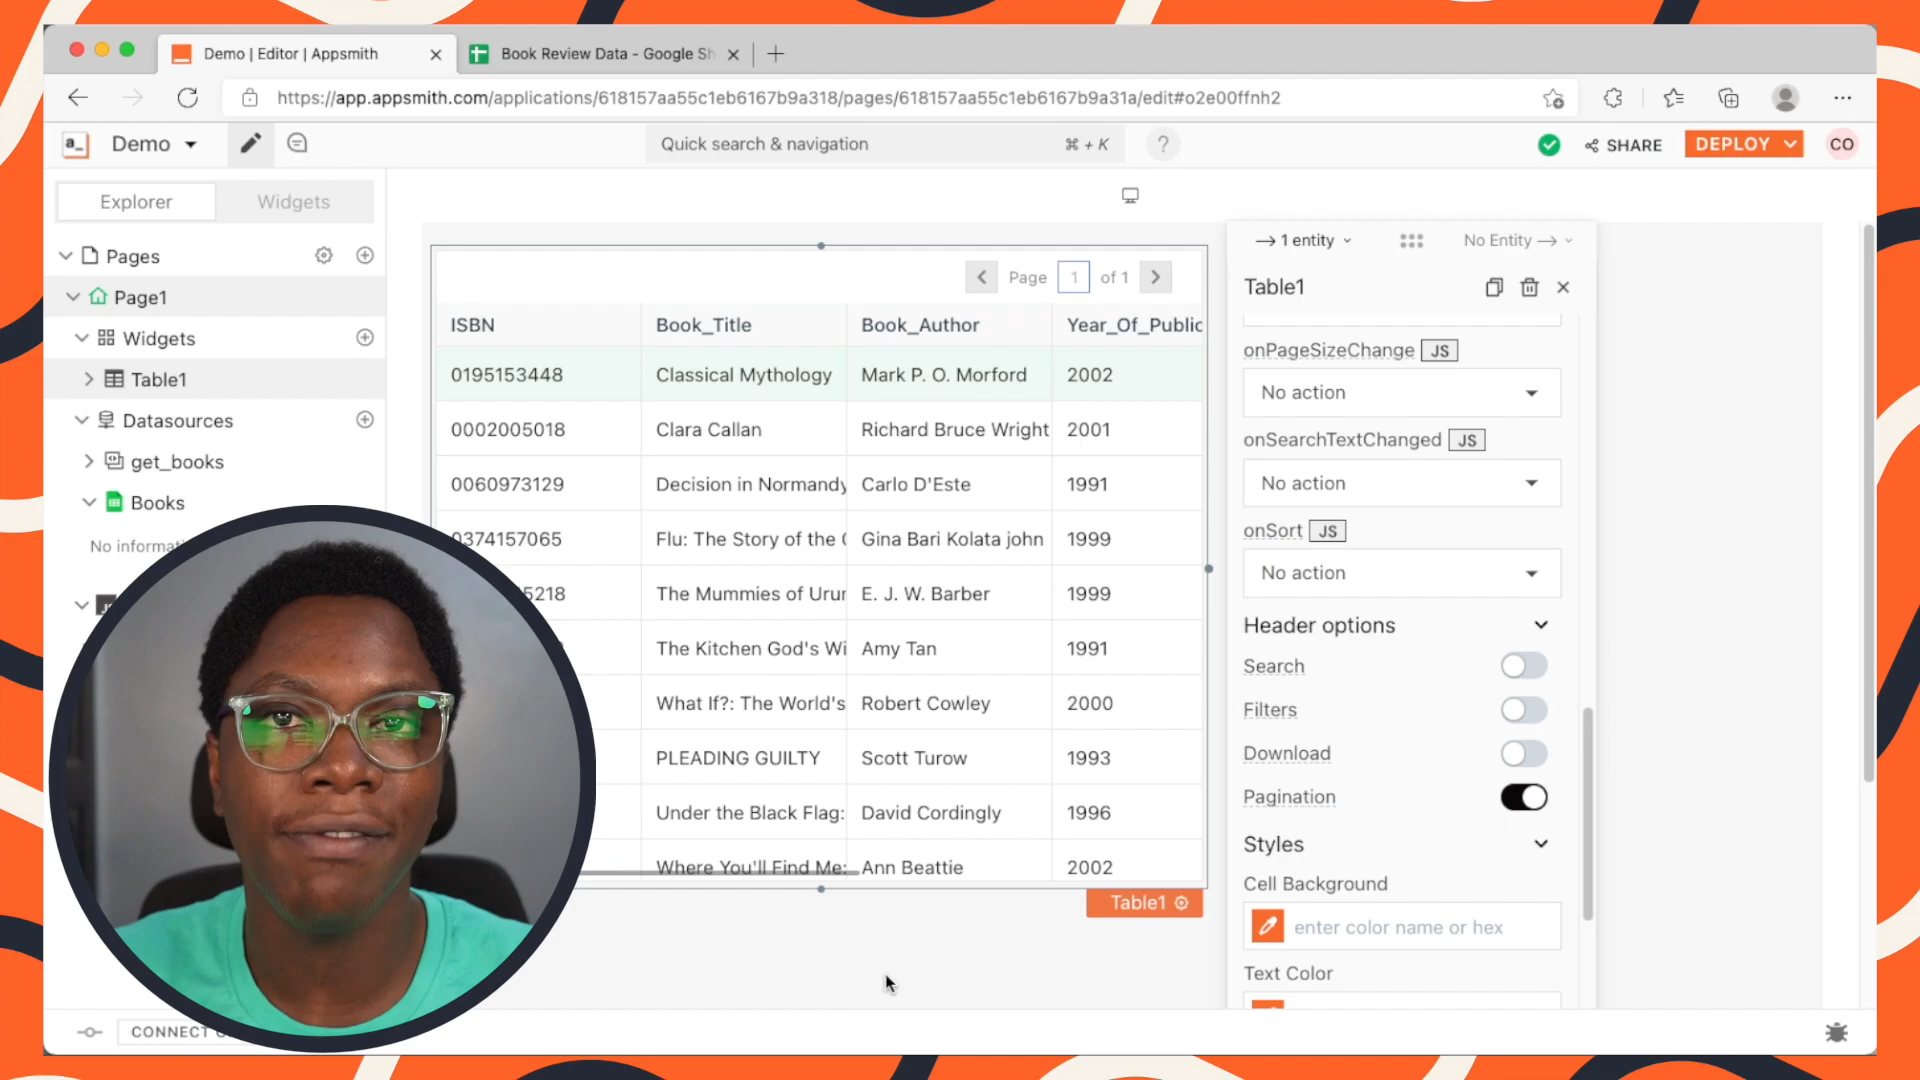 Demo | Editor | Appsmith
Book Review Data - Google Sh
https://app.appsmith.com/applications/618157aa55c1eb6167b9a318/pages/618157aa55c1eb6167b9a31a/edit#o2e00ffnh2
a_ Demo
Quick search & navigation ⌘ + K ?
SHARE DEPLOY CO
Explorer Widgets
Pages
Page1
Widgets
Table1
Datasources
get_books
Books
No informati
CONNECT
Page 1 of 1
ISBN Book_Title Book_Author Year_Of_Public
0195153448 Classical Mythology Mark P. O. Morford 2002
0002005018 Clara Callan Richard Bruce Wright 2001
0060973129 Decision in Normandy Carlo D'Este 1991
0374157065 Flu: The Story of the Gina Bari Kolata john 1999
5218 The Mummies of Urur E. J. W. Barber 1999
The Kitchen God's Wi Amy Tan 1991
What If?: The World's Robert Cowley 2000
PLEADING GUILTY Scott Turow 1993
Under the Black Flag: David Cordingly 1996
Where You'll Find Me: Ann Beattie 2002
Table1
1 entity No Entity
Table1
onPageSizeChange JS
No action
onSearchTextChanged JS
No action
onSort JS
No action
Header options
Search
Filters
Download
Pagination
Styles
Cell Background
enter color name or hex
Text Color